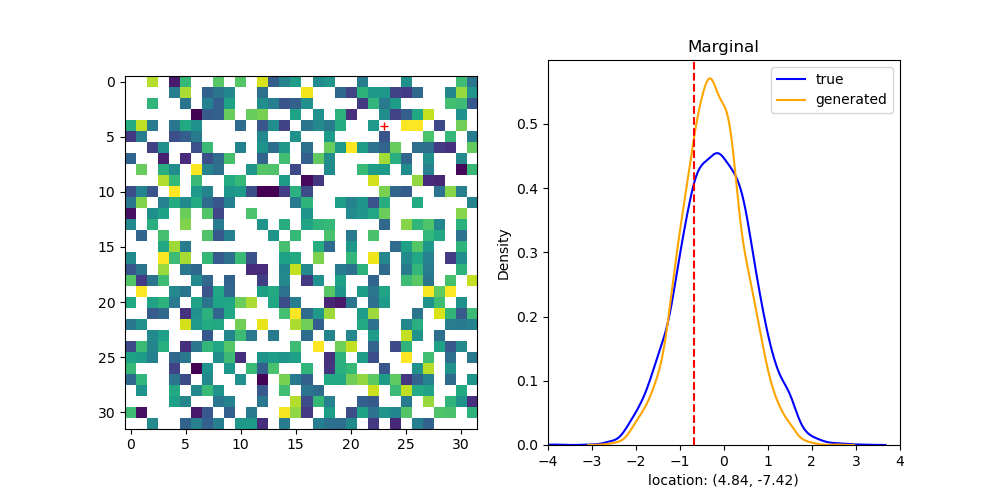 Marginal
true
generated
0
5
10
15
20
25
30
0 5 10 15 20 25 30
Density
0.5
0.4
0.3
0.2
0.1
0.0
−4 −3 −2 −1 0 1 2 3 4
location: (4.84, -7.42)